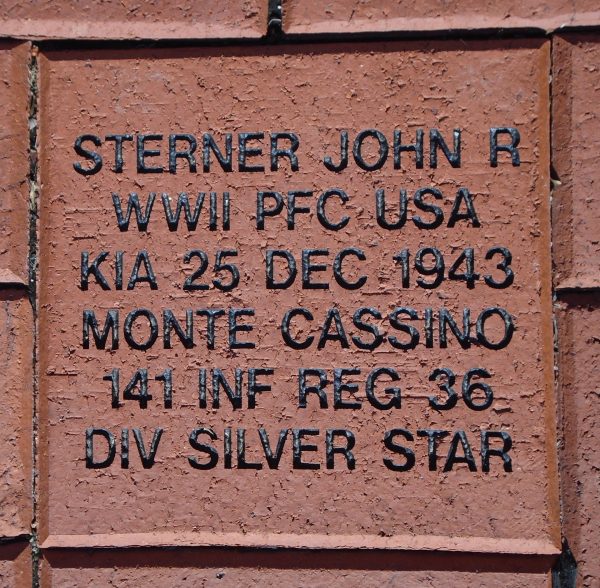 STERNER JOHN R
WWII PFC USA
KIA 25 DEC 1943
MONTE CASSINO
141 INF REG 36
DIV SILVER STAR